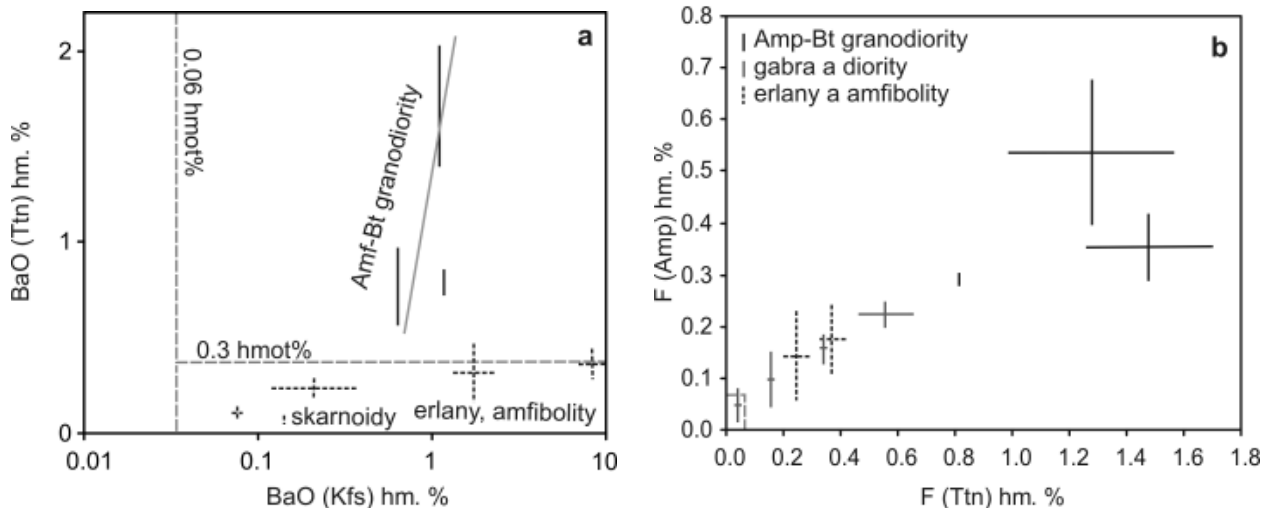 a
2
1
0
BaO (Ttn) hm. %
0.06 hmot%
Amf-Bt granodiority
0.3 hmot%
skarnoidy
erlany, amfibolity
0.01
0.1
1
10
BaO (Kfs) hm. %
b
Amp-Bt granodiority
gabra a diority
erlany a amfibolity
0.8
0.7
0.6
0.5
0.4
0.3
0.2
0.1
0.0
F (Amp) hm. %
0.0
0.2
0.4
0.6
0.8
1.0
1.2
1.4
1.6
1.8
F (Ttn) hm. %